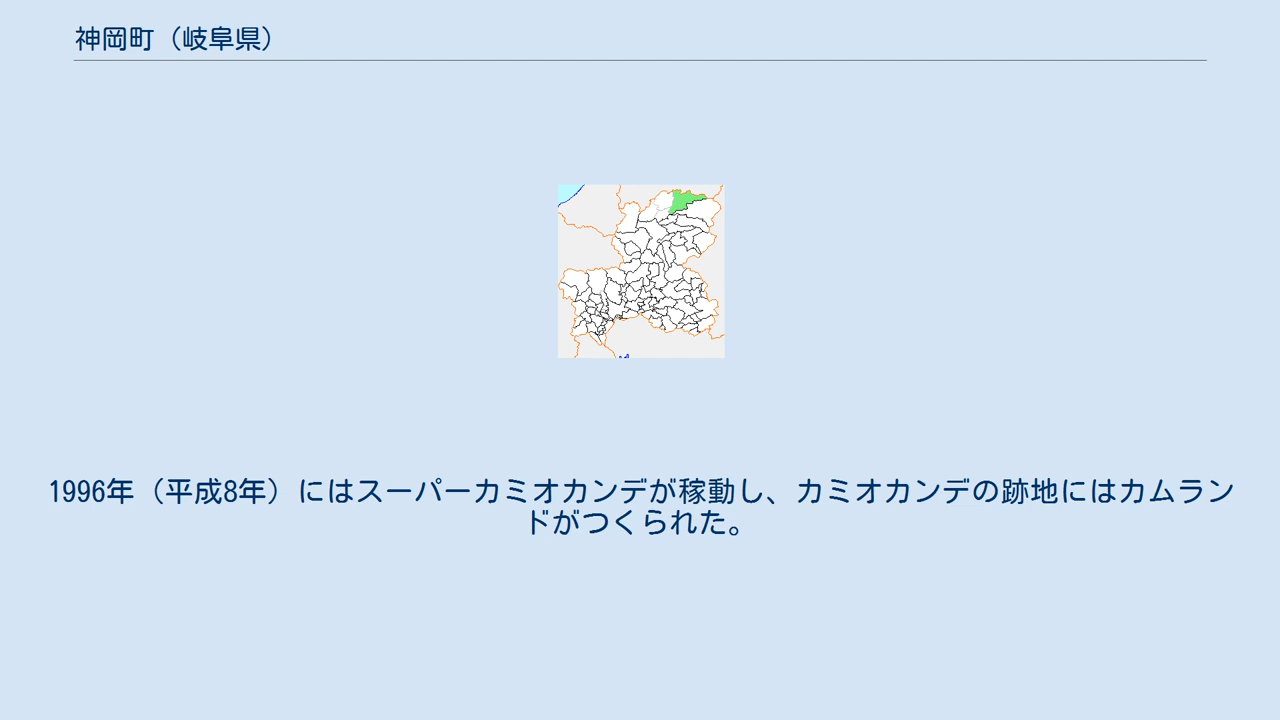 神岡町（岐阜県）
1996年（平成8年）にはスーパーカミオカンデが稼動し、カミオカンデの跡地にはカムラン
ドがつくられた。